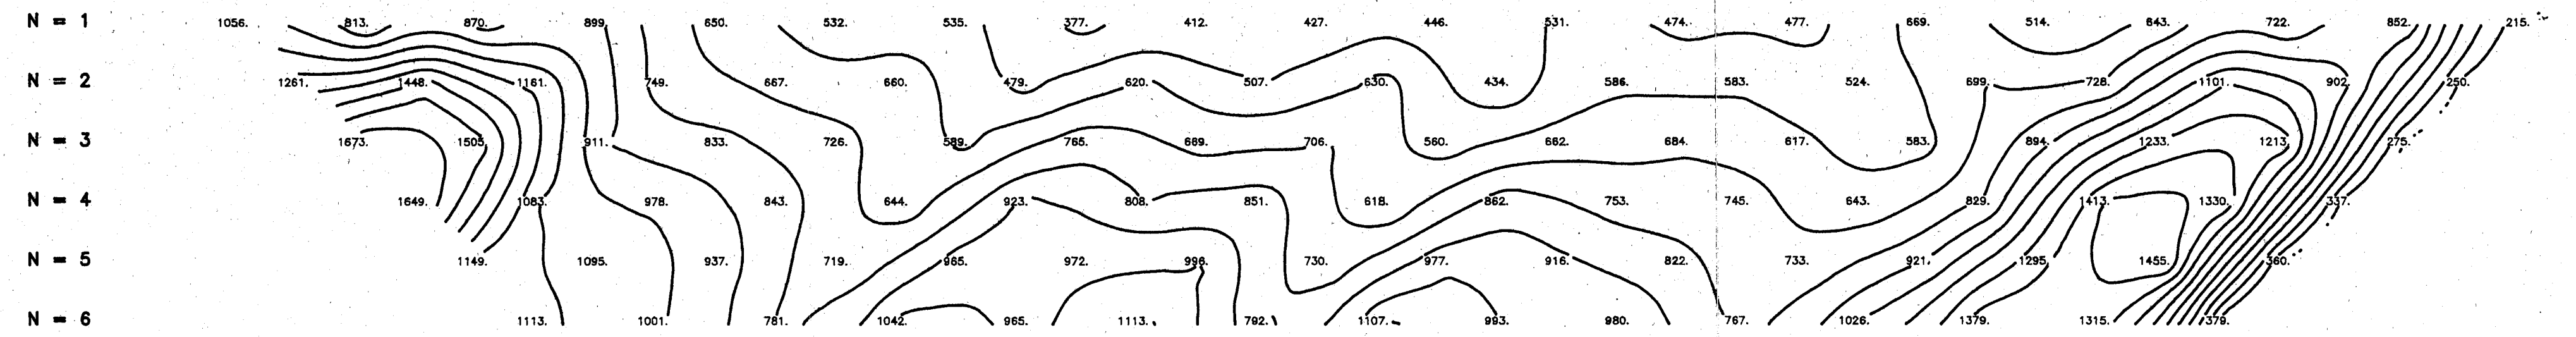 N = 1 1056. 813. 870. 899. 650. 532. 535. 377. 412. 427. 446. 531. 474. 477. 669. 514. 643. 722. 852. 215.
N = 2 1261. 1448. 1161. 749. 667. 660. 479. 620. 507. 630. 434. 586. 583. 524. 699. 728. 1101. 902. 250.
N = 3 1673. 1505. 911. 833. 726. 589. 765. 669. 706. 560. 662. 684. 617. 583. 894. 1233. 1213. 275.
N = 4 1649. 1083. 978. 843. 644. 923. 808. 851. 618. 862. 753. 745. 643. 829. 1413. 1330. 337.
N = 5 1149. 1095. 937. 719. 965. 972. 996. 730. 977. 916. 822. 733. 921. 1295. 1455. 360.
N = 6 1113. 1001. 781. 1042. 965. 1113. 792. 1107. 993. 980. 767. 1026. 1379. 1315. 379.